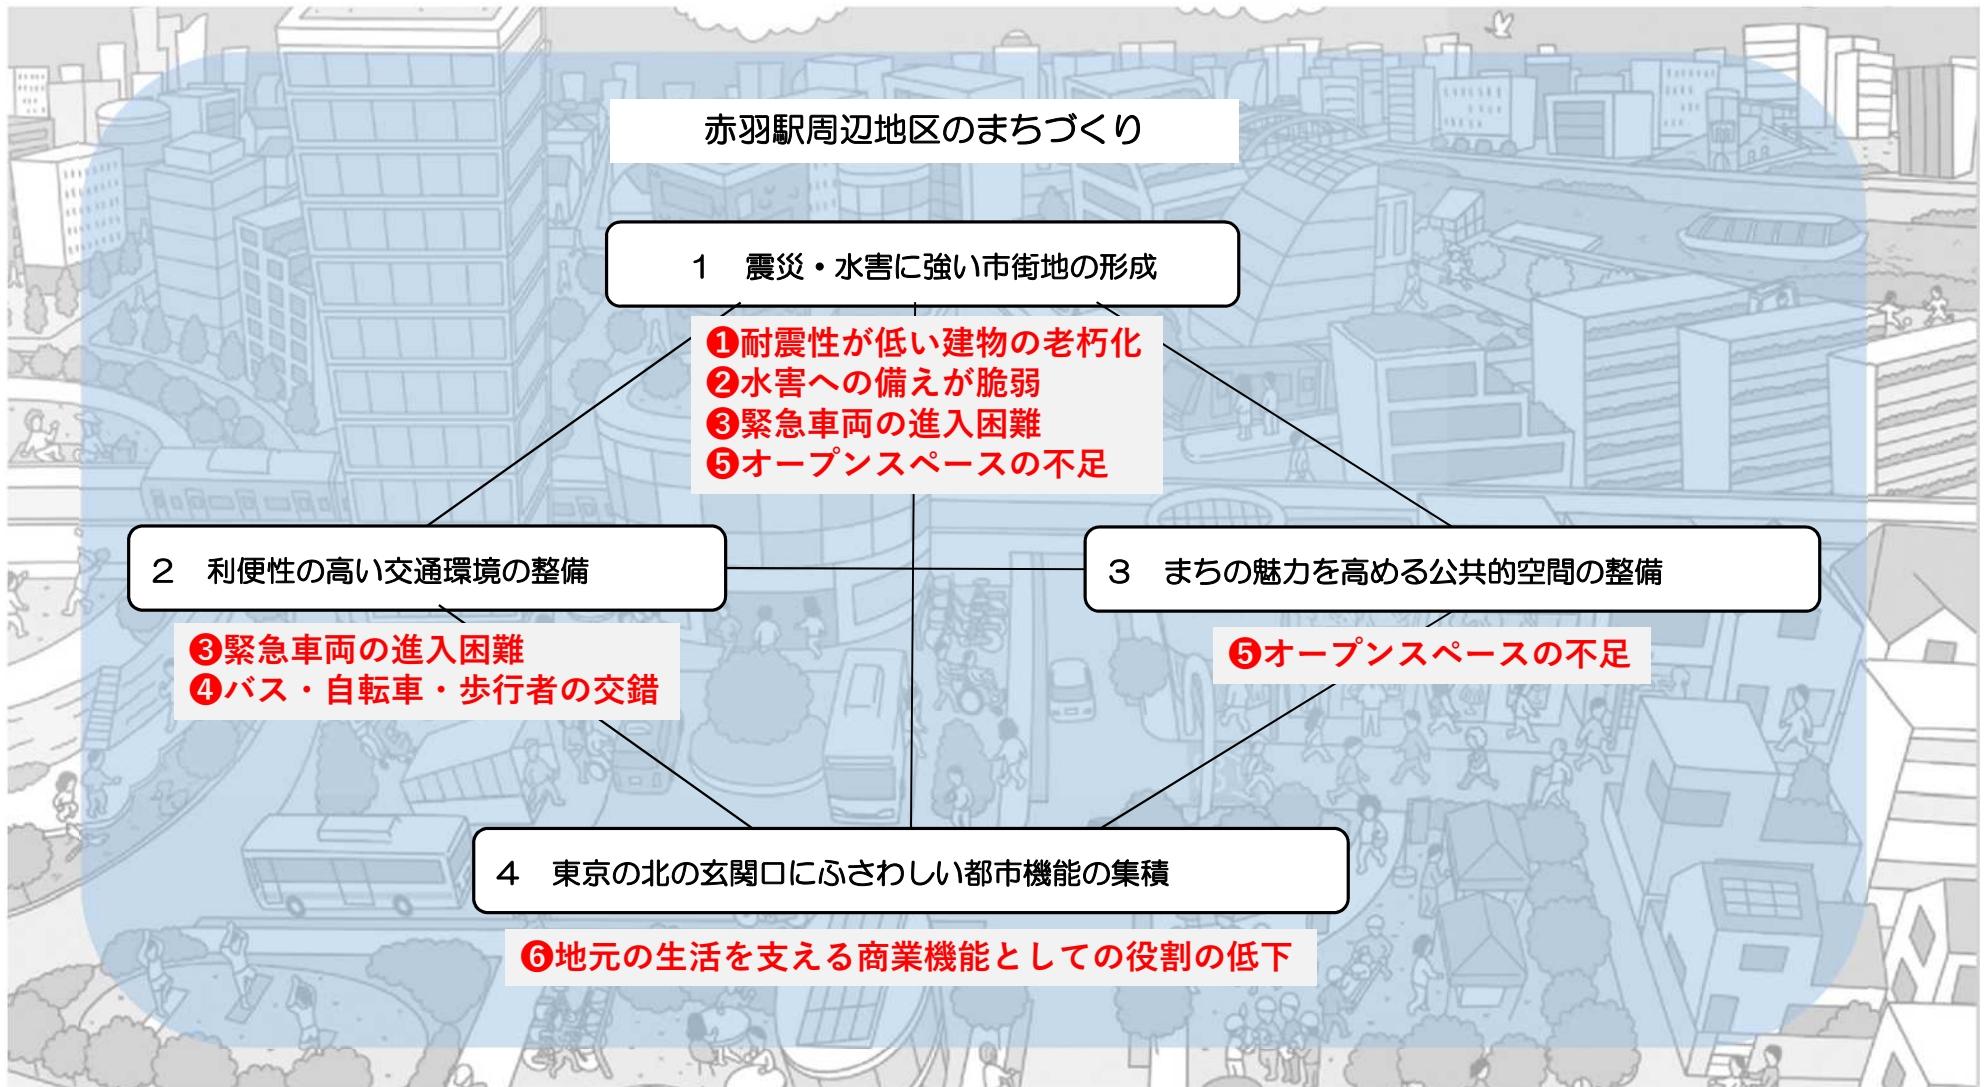 赤羽駅周辺地区のまちづくり
1　震災・水害に強い市街地の形成
❶耐震性が低い建物の老朽化
❷水害への備えが脆弱
❸緊急車両の進入困難
❺オープンスペースの不足
2　利便性の高い交通環境の整備
❸緊急車両の進入困難
❹バス・自転車・歩行者の交錯
3　まちの魅力を高める公共的空間の整備
❺オープンスペースの不足
4　東京の北の玄関口にふさわしい都市機能の集積
❻地元の生活を支える商業機能としての役割の低下